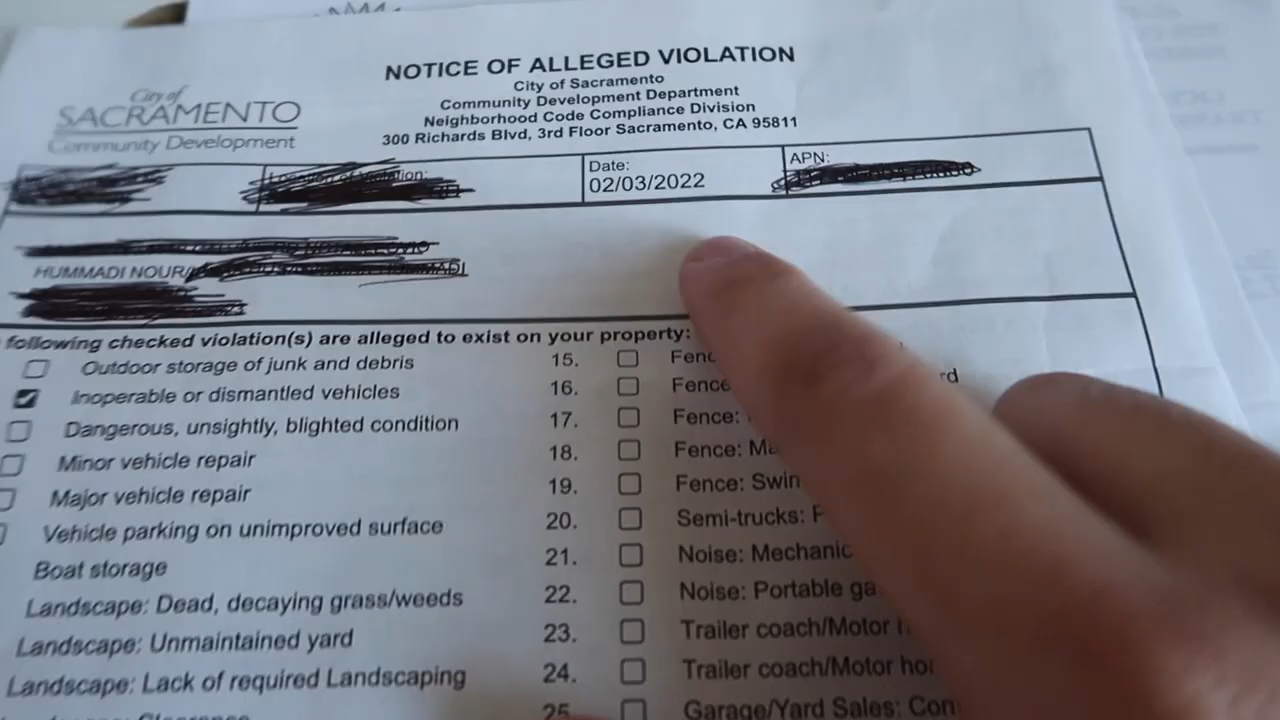 NOTICE OF ALLEGED VIOLATION
City of Sacramento
Community Development Department
Neighborhood Code Compliance Division
300 Richards Blvd, 3rd Floor Sacramento, CA 95811
City of
SACRAMENTO
Community Development
Date:
02/03/2022
APN:
HUMMADI NOUR
following checked violation(s) are alleged to exist on your property:
Outdoor storage of junk and debris
Inoperable or dismantled vehicles
Dangerous, unsightly, blighted condition
Minor vehicle repair
Major vehicle repair
Vehicle parking on unimproved surface
Boat storage
Landscape: Dead, decaying grass/weeds
Landscape: Unmaintained yard
Landscape: Lack of required Landscaping
15. Fenc
16. Fence
17. Fence:
18. Fence: Ma
19. Fence: Swin
20. Semi-trucks:
21. Noise: Mechanic
22. Noise: Portable ga
23. Trailer coach/Motor
24. Trailer coach/Motor ho
25. Garage/Yard Sales: Con